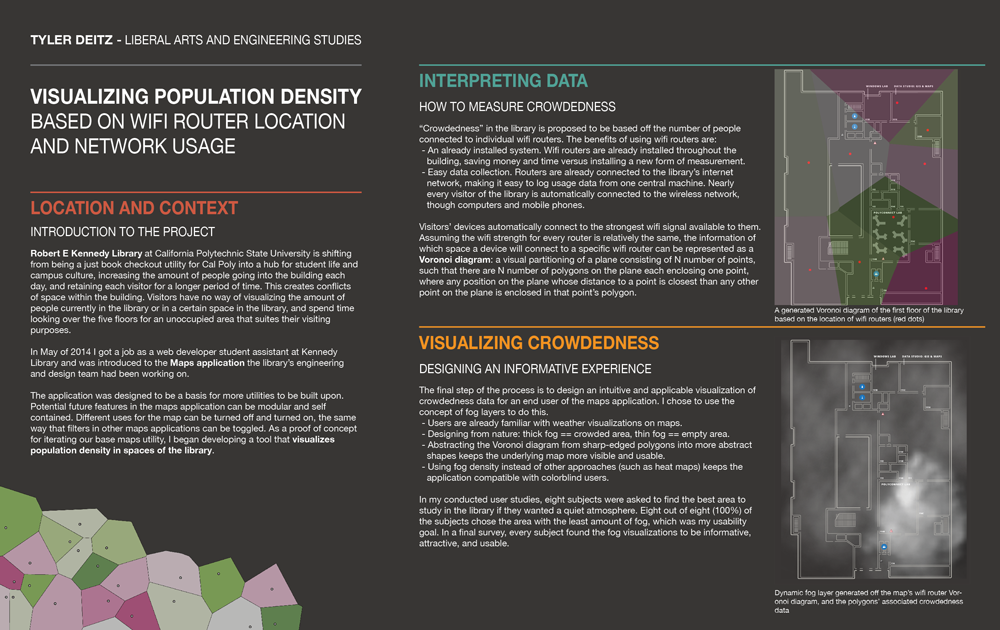 TYLER DEITZ - LIBERAL ARTS AND ENGINEERING STUDIES
VISUALIZING POPULATION DENSITY
BASED ON WIFI ROUTER LOCATION
AND NETWORK USAGE
LOCATION AND CONTEXT
INTRODUCTION TO THE PROJECT
Robert E Kennedy Library at California Polytechnic State University is shifting
from being a just book checkout utility for Cal Poly into a hub for student life and
campus culture, increasing the amount of people going into the building each
day, and retaining each visitor for a longer period of time. This creates conflicts
of space within the building. Visitors have no way of visualizing the amount of
people currently in the library or in a certain space in the library, and spend time
looking over the five floors for an unoccupied area that suites their visiting
purposes.
In May of 2014 I got a job as a web developer student assistant at Kennedy
Library and was introduced to the Maps application the library's engineering
and design team had been working on.
The application was designed to be a basis for more utilities to be built upon.
Potential future features in the maps application can be modular and self
contained. Different uses for the map can be turned off and turned on, the same
way that filters in other maps applications can be toggled. As a proof of concept
for iterating our base maps utility, I began developing a tool that visualizes
population density in spaces of the library.
INTERPRETING DATA
HOW TO MEASURE CROWDEDNESS
“Crowdedness” in the library is proposed to be based off the number of people
connected to individual wifi routers. The benefits of using wifi routers are:
- An already installed system. Wifi routers are already installed throughout the
building, saving money and time versus installing a new form of measurement.
- Easy data collection. Routers are already connected to the library's internet
network, making it easy to log usage data from one central machine. Nearly
every visitor of the library is automatically connected to the wireless network,
though computers and mobile phones.
Visitors' devices automatically connect to the strongest wifi signal available to them.
Assuming the wifi strength for every router is relatively the same, the information of
which space a device will connect to a specific wifi router can be represented as a
Voronoi diagram: a visual partitioning of a plane consisting of N number of points,
such that there are N number of polygons on the plane each enclosing one point,
where any position on the plane whose distance to a point is closest than any other
point on the plane is enclosed in that point's polygon.
WINDOWS LAB
DATA STUDIO: GIS & MAPS
POLYCONNECT LAB
A generated Voronoi diagram of the first floor of the library
based on the location of wifi routers (red dots)
VISUALIZING CROWDEDNESS
DESIGNING AN INFORMATIVE EXPERIENCE
The final step of the process is to design an intuitive and applicable visualization of
crowdedness data for an end user of the maps application. I chose to use the
concept of fog layers to do this.
- Users are already familiar with weather visualizations on maps.
- Designing from nature: thick fog == crowded area, thin fog == empty area.
- Abstracting the Voronoi diagram from sharp-edged polygons into more abstract
shapes keeps the underlying map more visible and usable.
- Using fog density instead of other approaches (such as heat maps) keeps the
application compatible with colorblind users.
In my conducted user studies, eight subjects were asked to find the best area to
study in the library if they wanted a quiet atmosphere. Eight out of eight (100%) of
the subjects chose the area with the least amount of fog, which was my usability
goal. In a final survey, every subject found the fog visualizations to be informative,
attractive, and usable.
WINDOWS LAB
DATA STUDIO: GIS & MAPS
POLYCONNECT LAB
Dynamic fog layer generated off the map's wifi router Vor-
onoi diagram, and the polygons' associated crowdedness
data